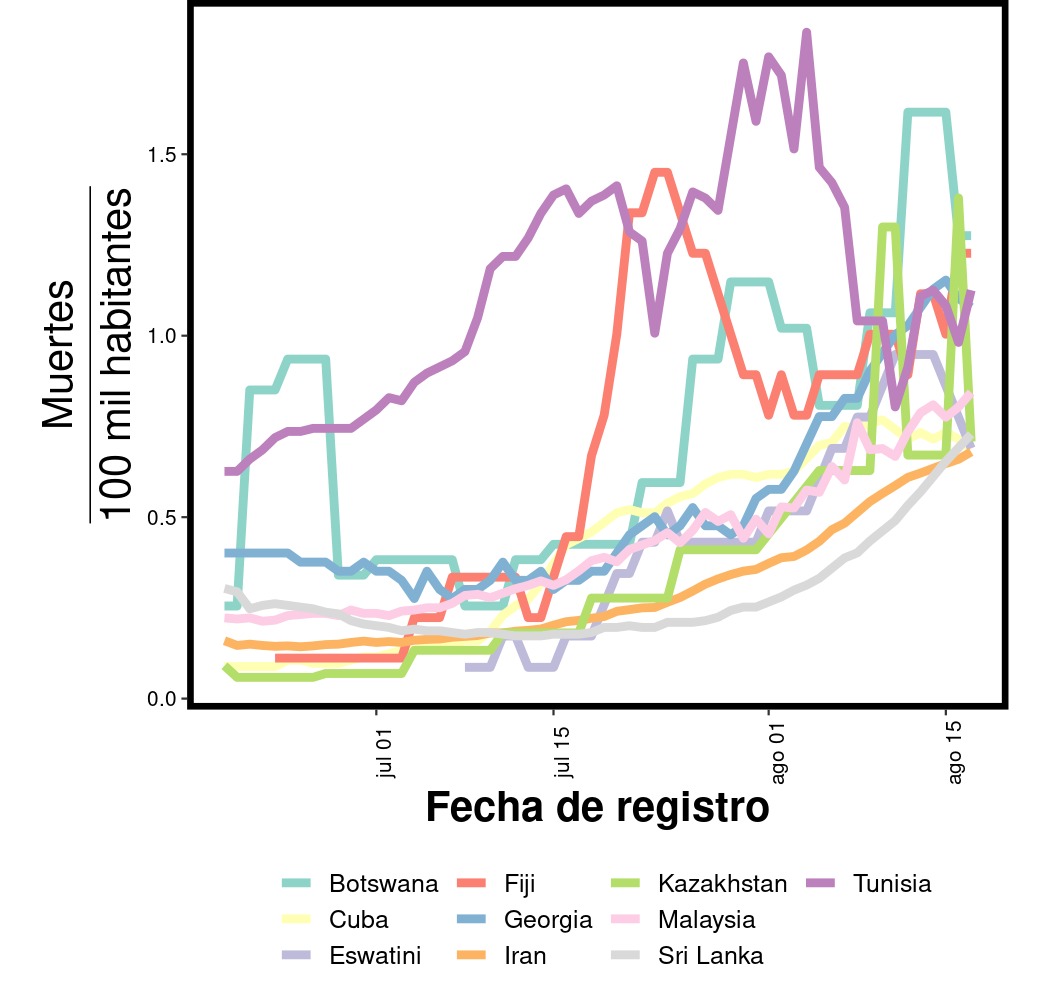 Muertes
100 mil habitantes
1.5
1.0
0.5
0.0
jul 01
jul 15
ago 01
ago 15
Fecha de registro
Botswana Fiji Kazakhstan Tunisia
Cuba Georgia Malaysia
Eswatini Iran Sri Lanka